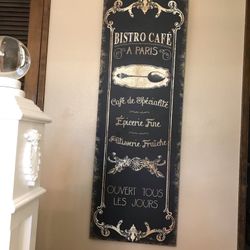 BISTRO CAFÉ
A PARIS
Café de Spécialité
Épicerie Fine
Pâtisserie Fraîche
OUVERT TOUS
LES JOURS